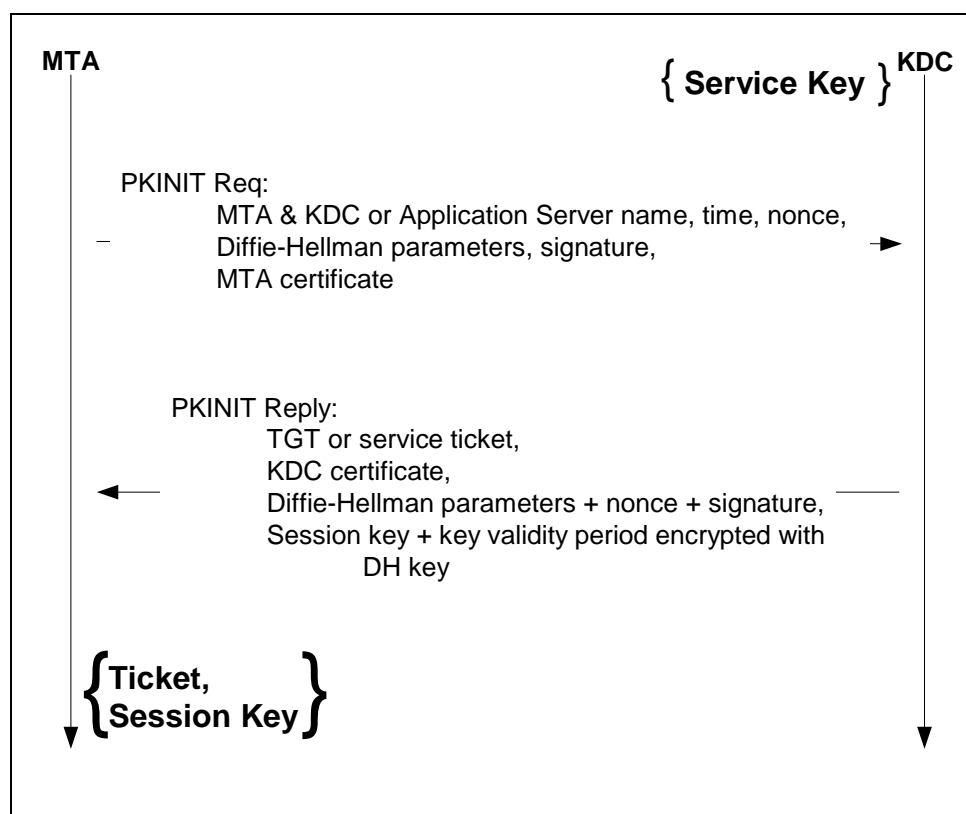 MTA
KDC
{ Service Key }
PKINIT Req:
MTA & KDC or Application Server name, time, nonce,
Diffie-Hellman parameters, signature,
MTA certificate
PKINIT Reply:
TGT or service ticket,
KDC certificate,
Diffie-Hellman parameters + nonce + signature,
Session key + key validity period encrypted with
DH key
{Ticket,
Session Key}